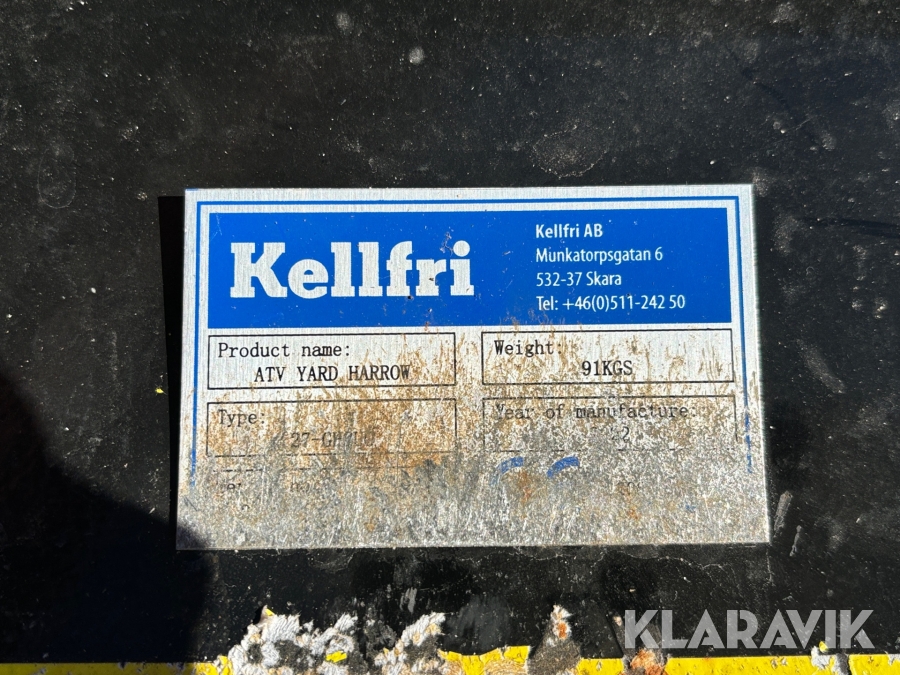 Kellfri
Kellfri AB
Munkatorpsgatan 6
532-37 Skara
Tel: +46(0)511-242 50
Product name:
ATV YARD HARROW
Weight:
91KGS
Type:
Year of manufacture:
KLARAVIK